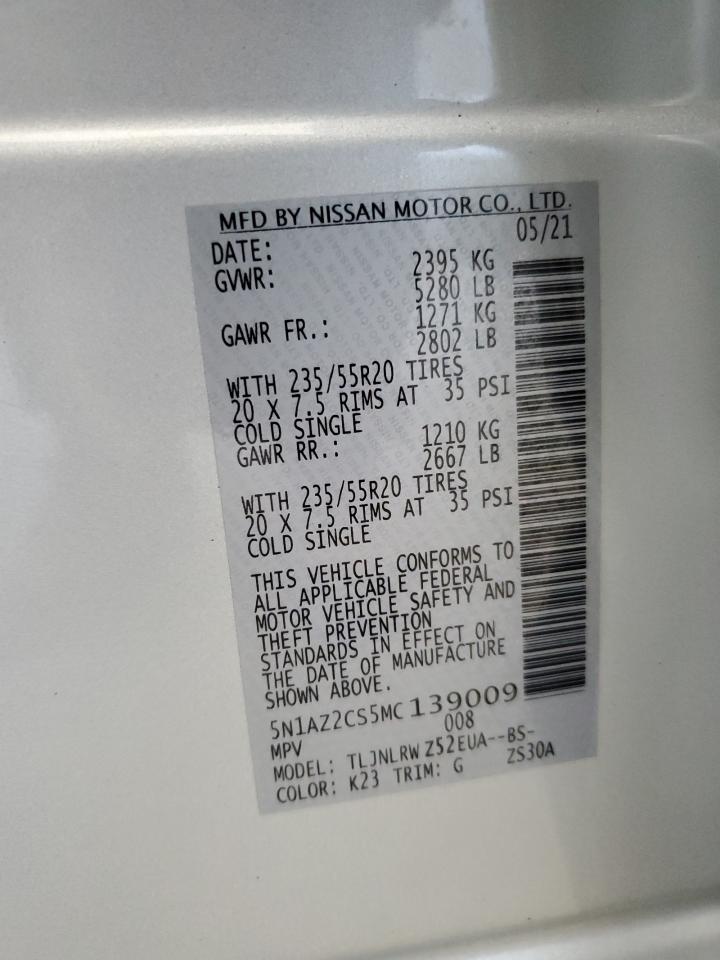 MFD BY NISSAN MOTOR CO., LTD.
DATE: 05/21
GVWR: 2395 KG
5280 LB
GAWR FR.: 1271 KG
2802 LB
WITH 235/55R20 TIRES
20 X 7.5 RIMS AT 35 PSI
COLD SINGLE
GAWR RR.: 1210 KG
2667 LB
WITH 235/55R20 TIRES
20 X 7.5 RIMS AT 35 PSI
COLD SINGLE
THIS VEHICLE CONFORMS TO
ALL APPLICABLE FEDERAL
MOTOR VEHICLE SAFETY AND
THEFT PREVENTION
STANDARDS IN EFFECT ON
THE DATE OF MANUFACTURE
SHOWN ABOVE.
5N1AZ2CS5MC139009
MPV 008
MODEL: TLJNLRW Z52EUA--BS-
COLOR: K23 TRIM: G ZS30A